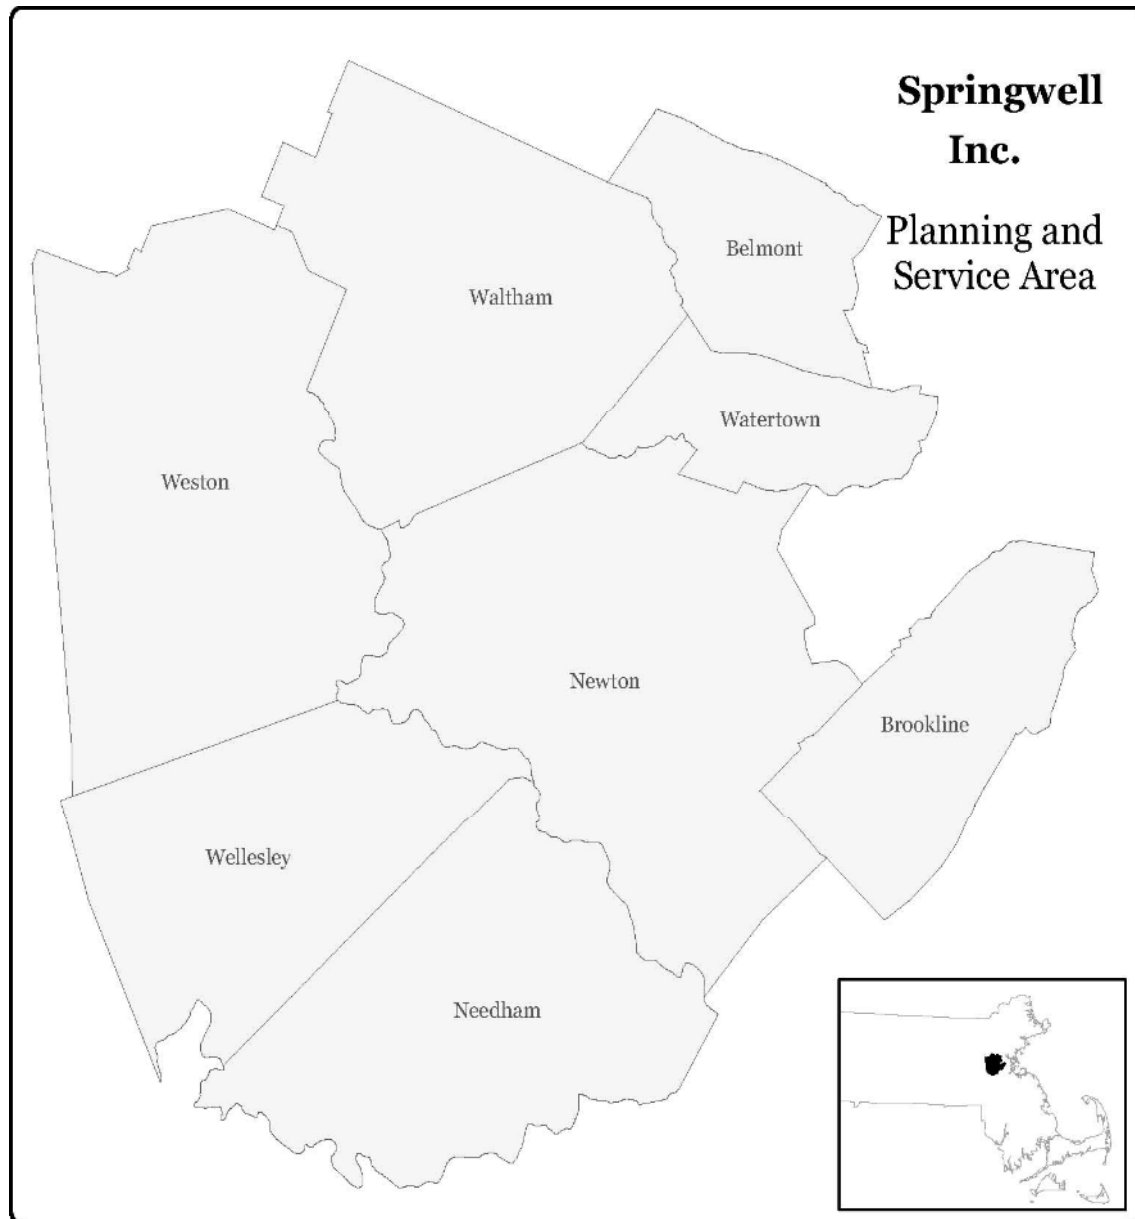 Springwell
Inc.
Planning and
Service Area
Belmont
Waltham
Watertown
Weston
Newton
Brookline
Wellesley
Needham